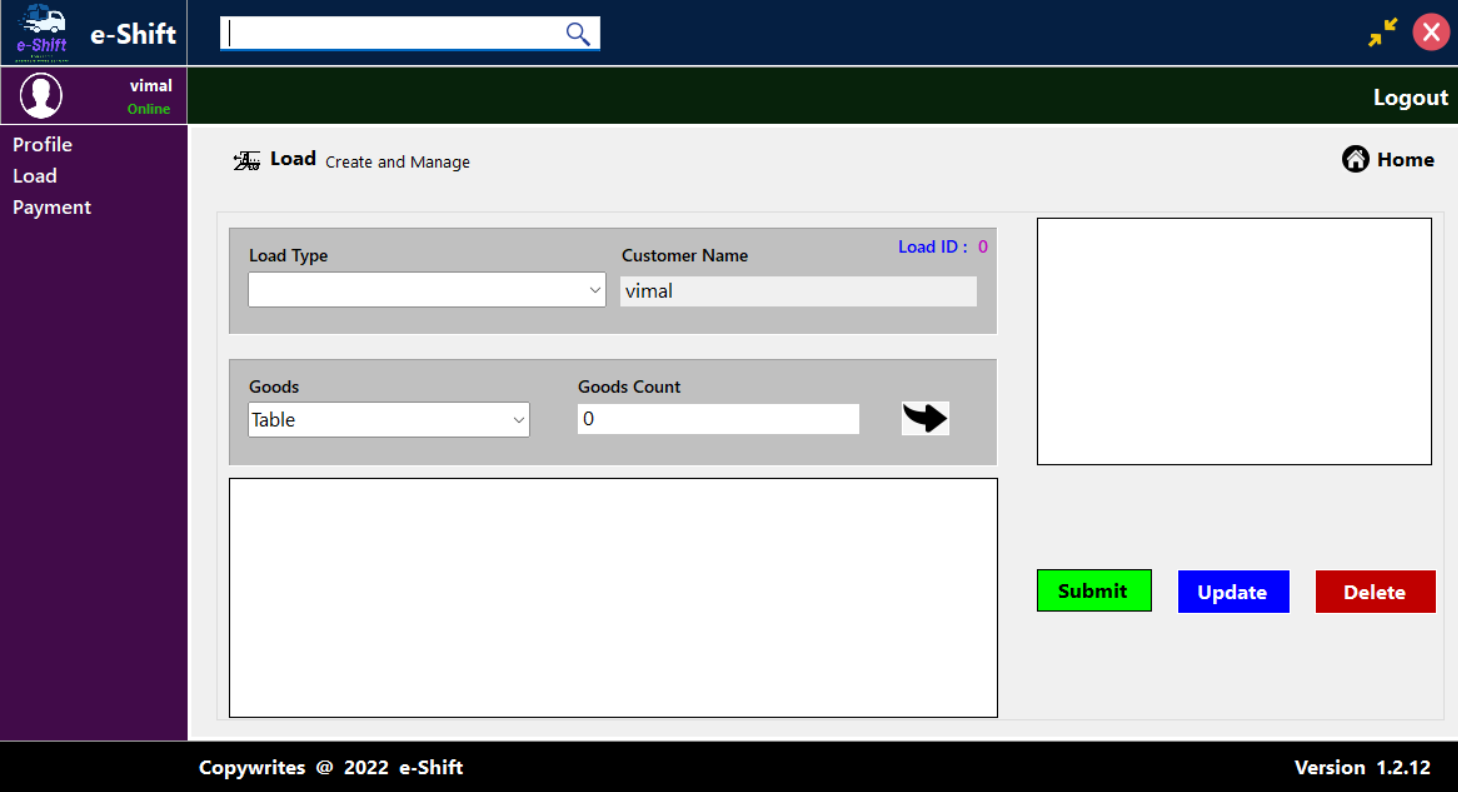 e-Shift
e-Shift
vimal
Online
Logout
Profile
Load
Payment
Load Create and Manage
Home
Load Type
Customer Name
Load ID : 0
vimal
Goods
Goods Count
Table
0
Submit
Update
Delete
Copywrites @ 2022 e-Shift
Version 1.2.12